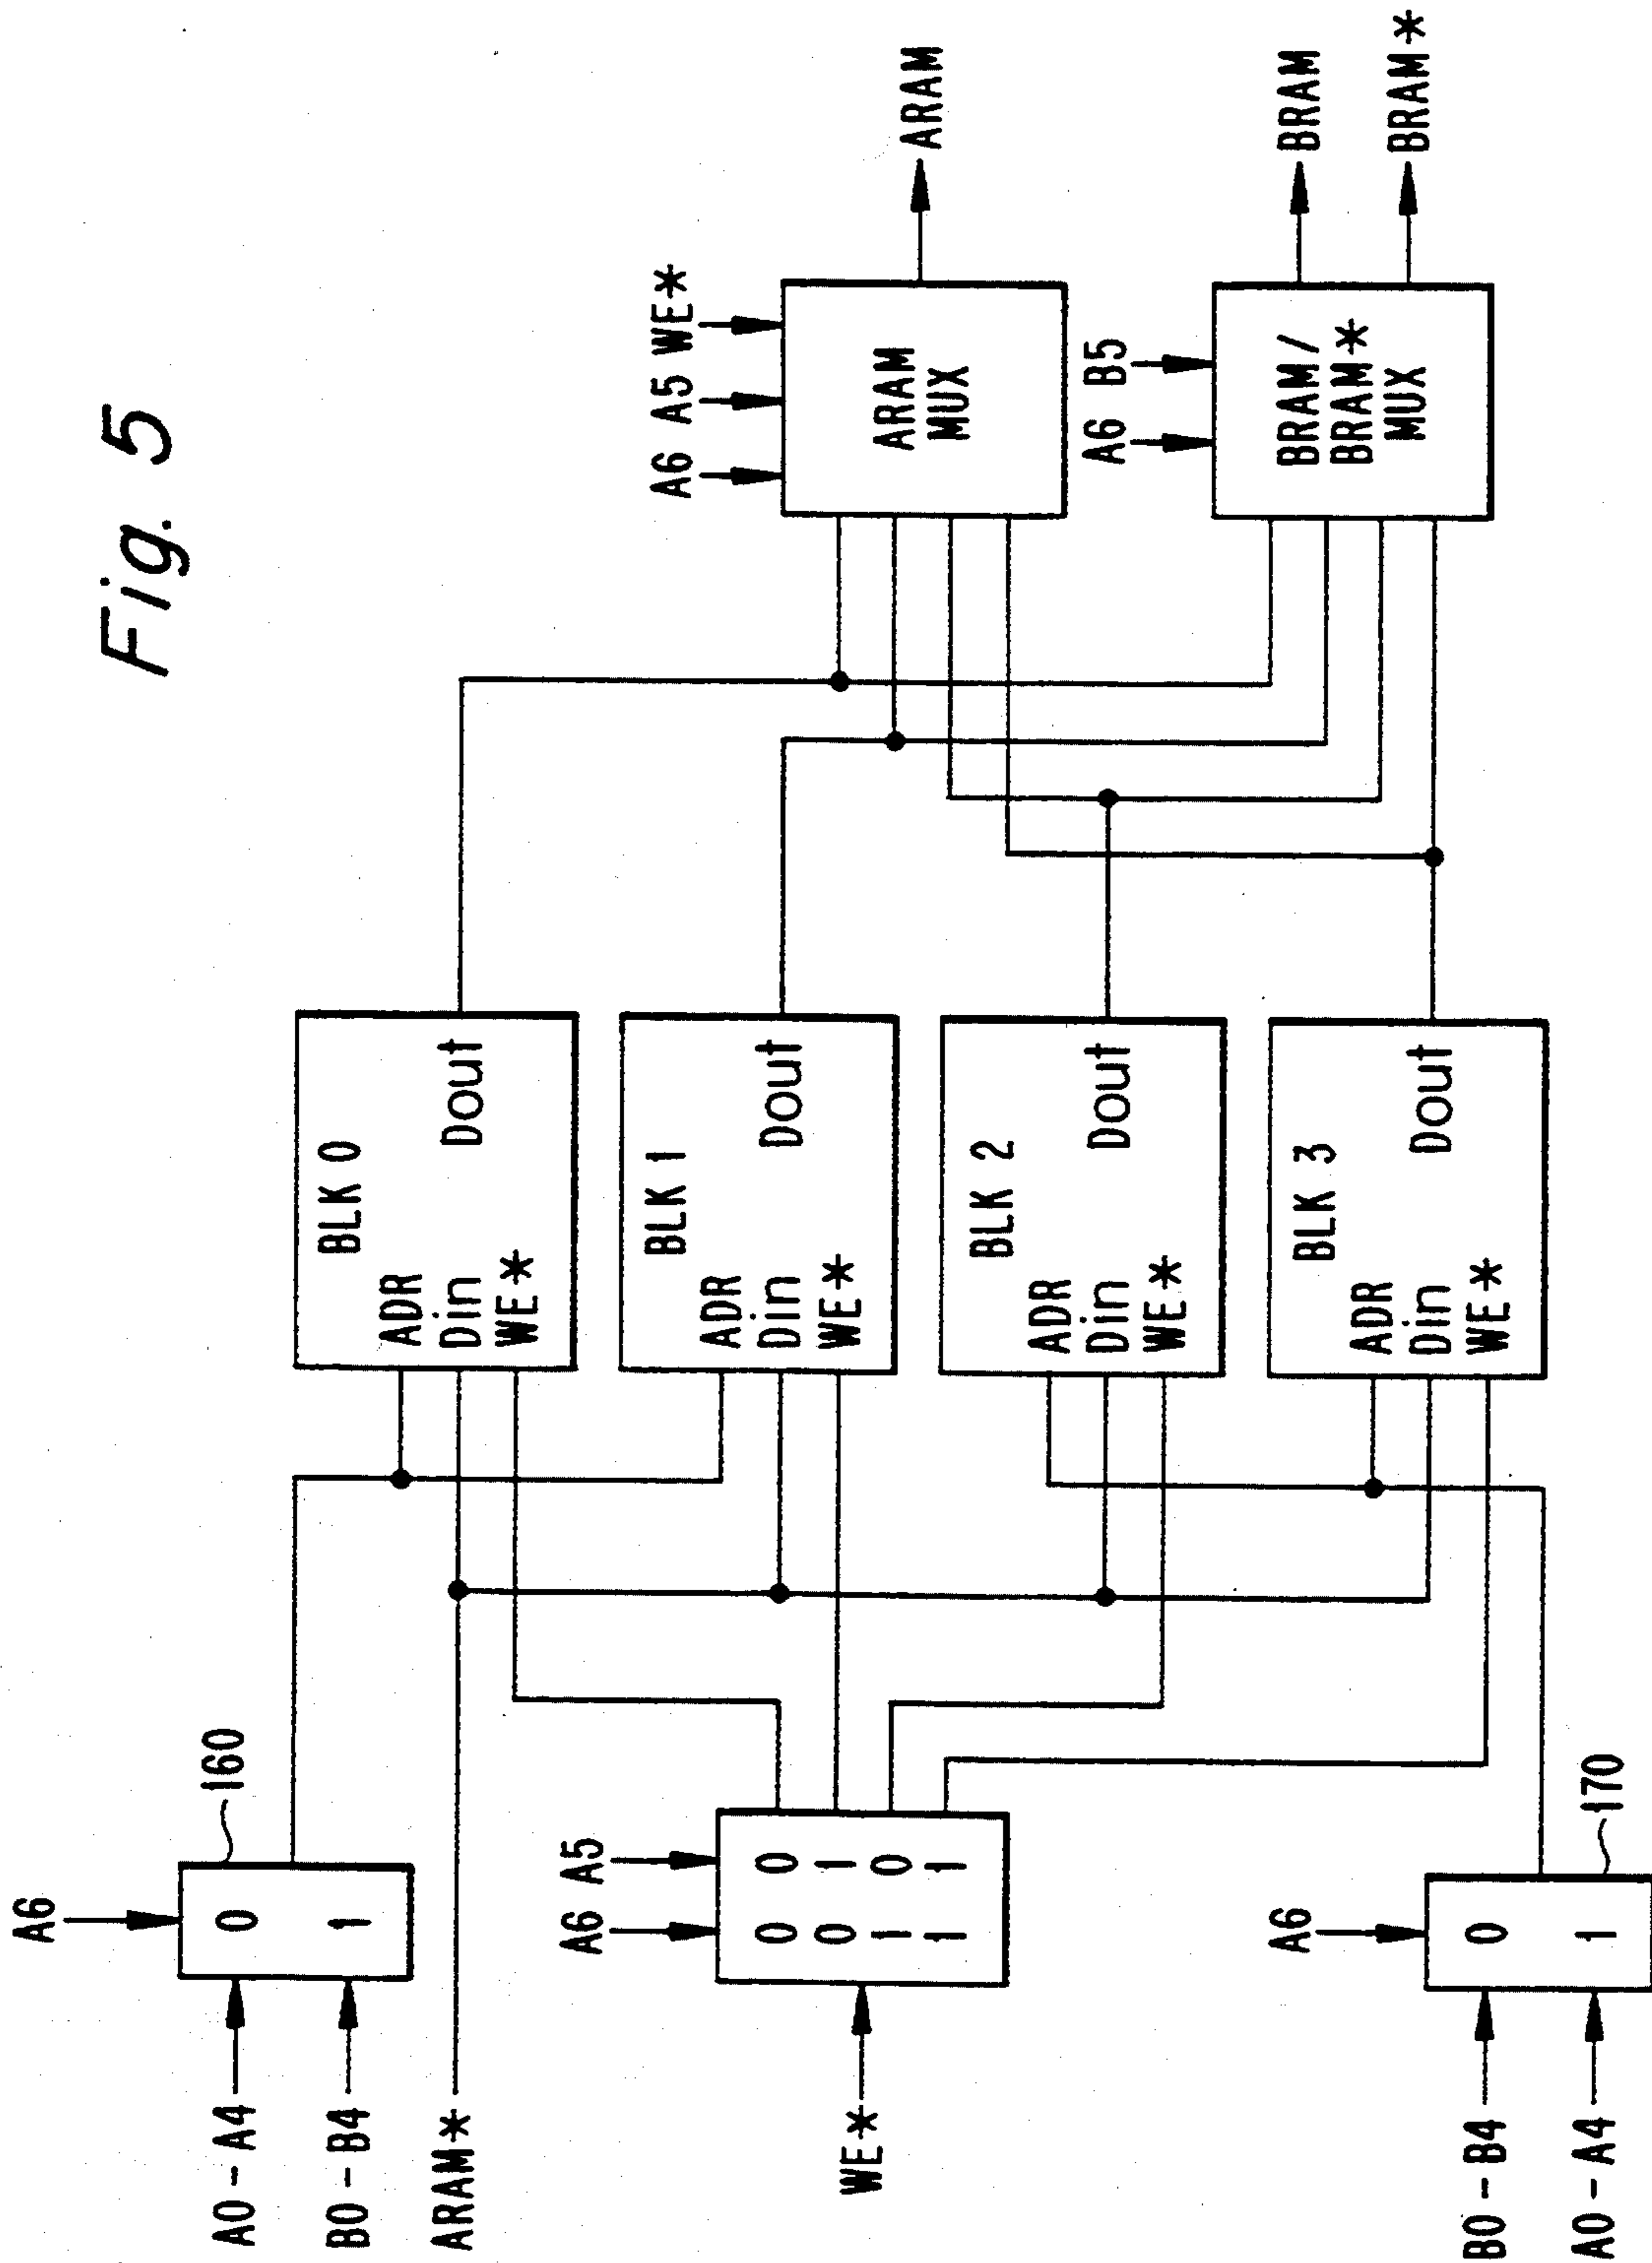 Fig. 5
A6
A0-A4
0
B0-B4
1
160
ARAM*
A6 A5
WE*
0 0
0 1
1 0
1 1
A6
B0-B4
0
A0-A4
1
170
BLK 0
ADR
Din Dout
WE*
BLK 1
ADR
Din Dout
WE*
BLK 2
ADR
Din Dout
WE*
BLK 3
ADR
Din Dout
WE*
A6 A5 WE*
ARAM
MUX
ARAM
A6 B5
BRAM/
BRAM*
MUX
BRAM
BRAM*